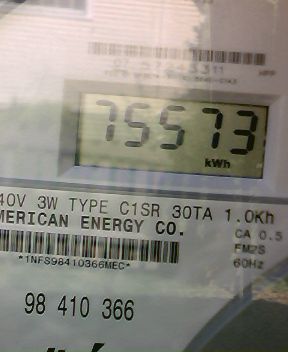 75573
kWh
40V 3W TYPE C1SR 30TA 1.0Kh
MERICAN ENERGY CO.
CA 0.5
EM2S
*1NFS98410366MEC*
60Hz
98 410 366